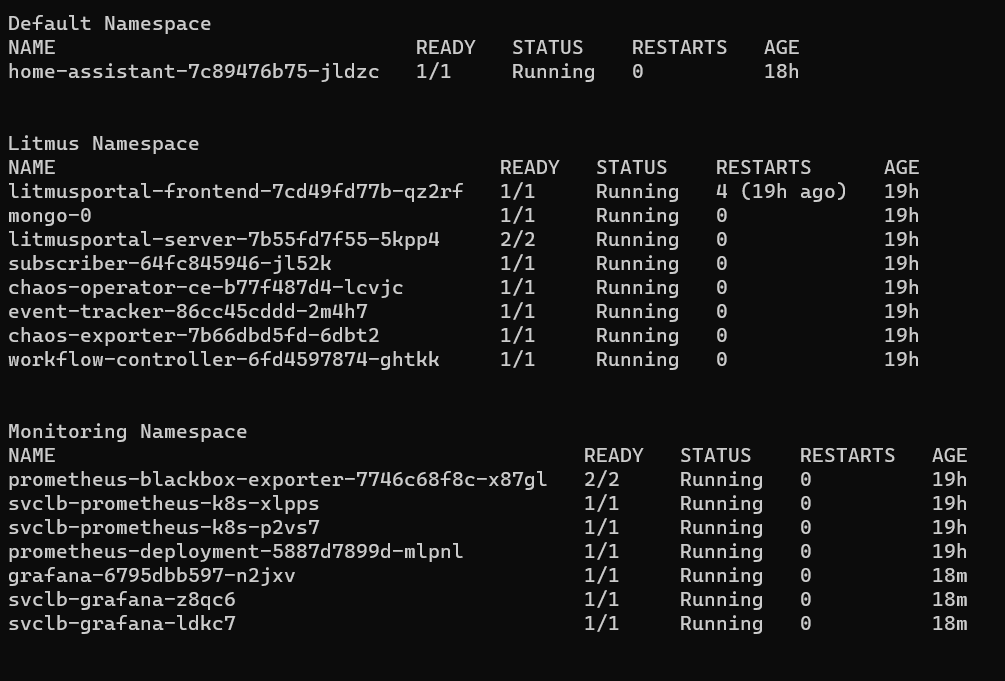 Default Namespace
NAME READY STATUS RESTARTS AGE
home-assistant-7c89476b75-jldzc 1/1 Running 0 18h
Litmus Namespace
NAME READY STATUS RESTARTS AGE
litmusportal-frontend-7cd49fd77b-qz2rf 1/1 Running 4 (19h ago) 19h
mongo-0 1/1 Running 0 19h
litmusportal-server-7b55fd7f55-5kpp4 2/2 Running 0 19h
subscriber-64fc845946-jl52k 1/1 Running 0 19h
chaos-operator-ce-b77f487d4-lcvjc 1/1 Running 0 19h
event-tracker-86cc45cddd-2m4h7 1/1 Running 0 19h
chaos-exporter-7b66dbd5fd-6dbt2 1/1 Running 0 19h
workflow-controller-6fd4597874-ghtkk 1/1 Running 0 19h
Monitoring Namespace
NAME READY STATUS RESTARTS AGE
prometheus-blackbox-exporter-7746c68f8c-x87gl 2/2 Running 0 19h
svclb-prometheus-k8s-xlpps 1/1 Running 0 19h
svclb-prometheus-k8s-p2vs7 1/1 Running 0 19h
prometheus-deployment-5887d7899d-mlpnl 1/1 Running 0 19h
grafana-6795dbb597-n2jxv 1/1 Running 0 18m
svclb-grafana-z8qc6 1/1 Running 0 18m
svclb-grafana-ldkc7 1/1 Running 0 18m